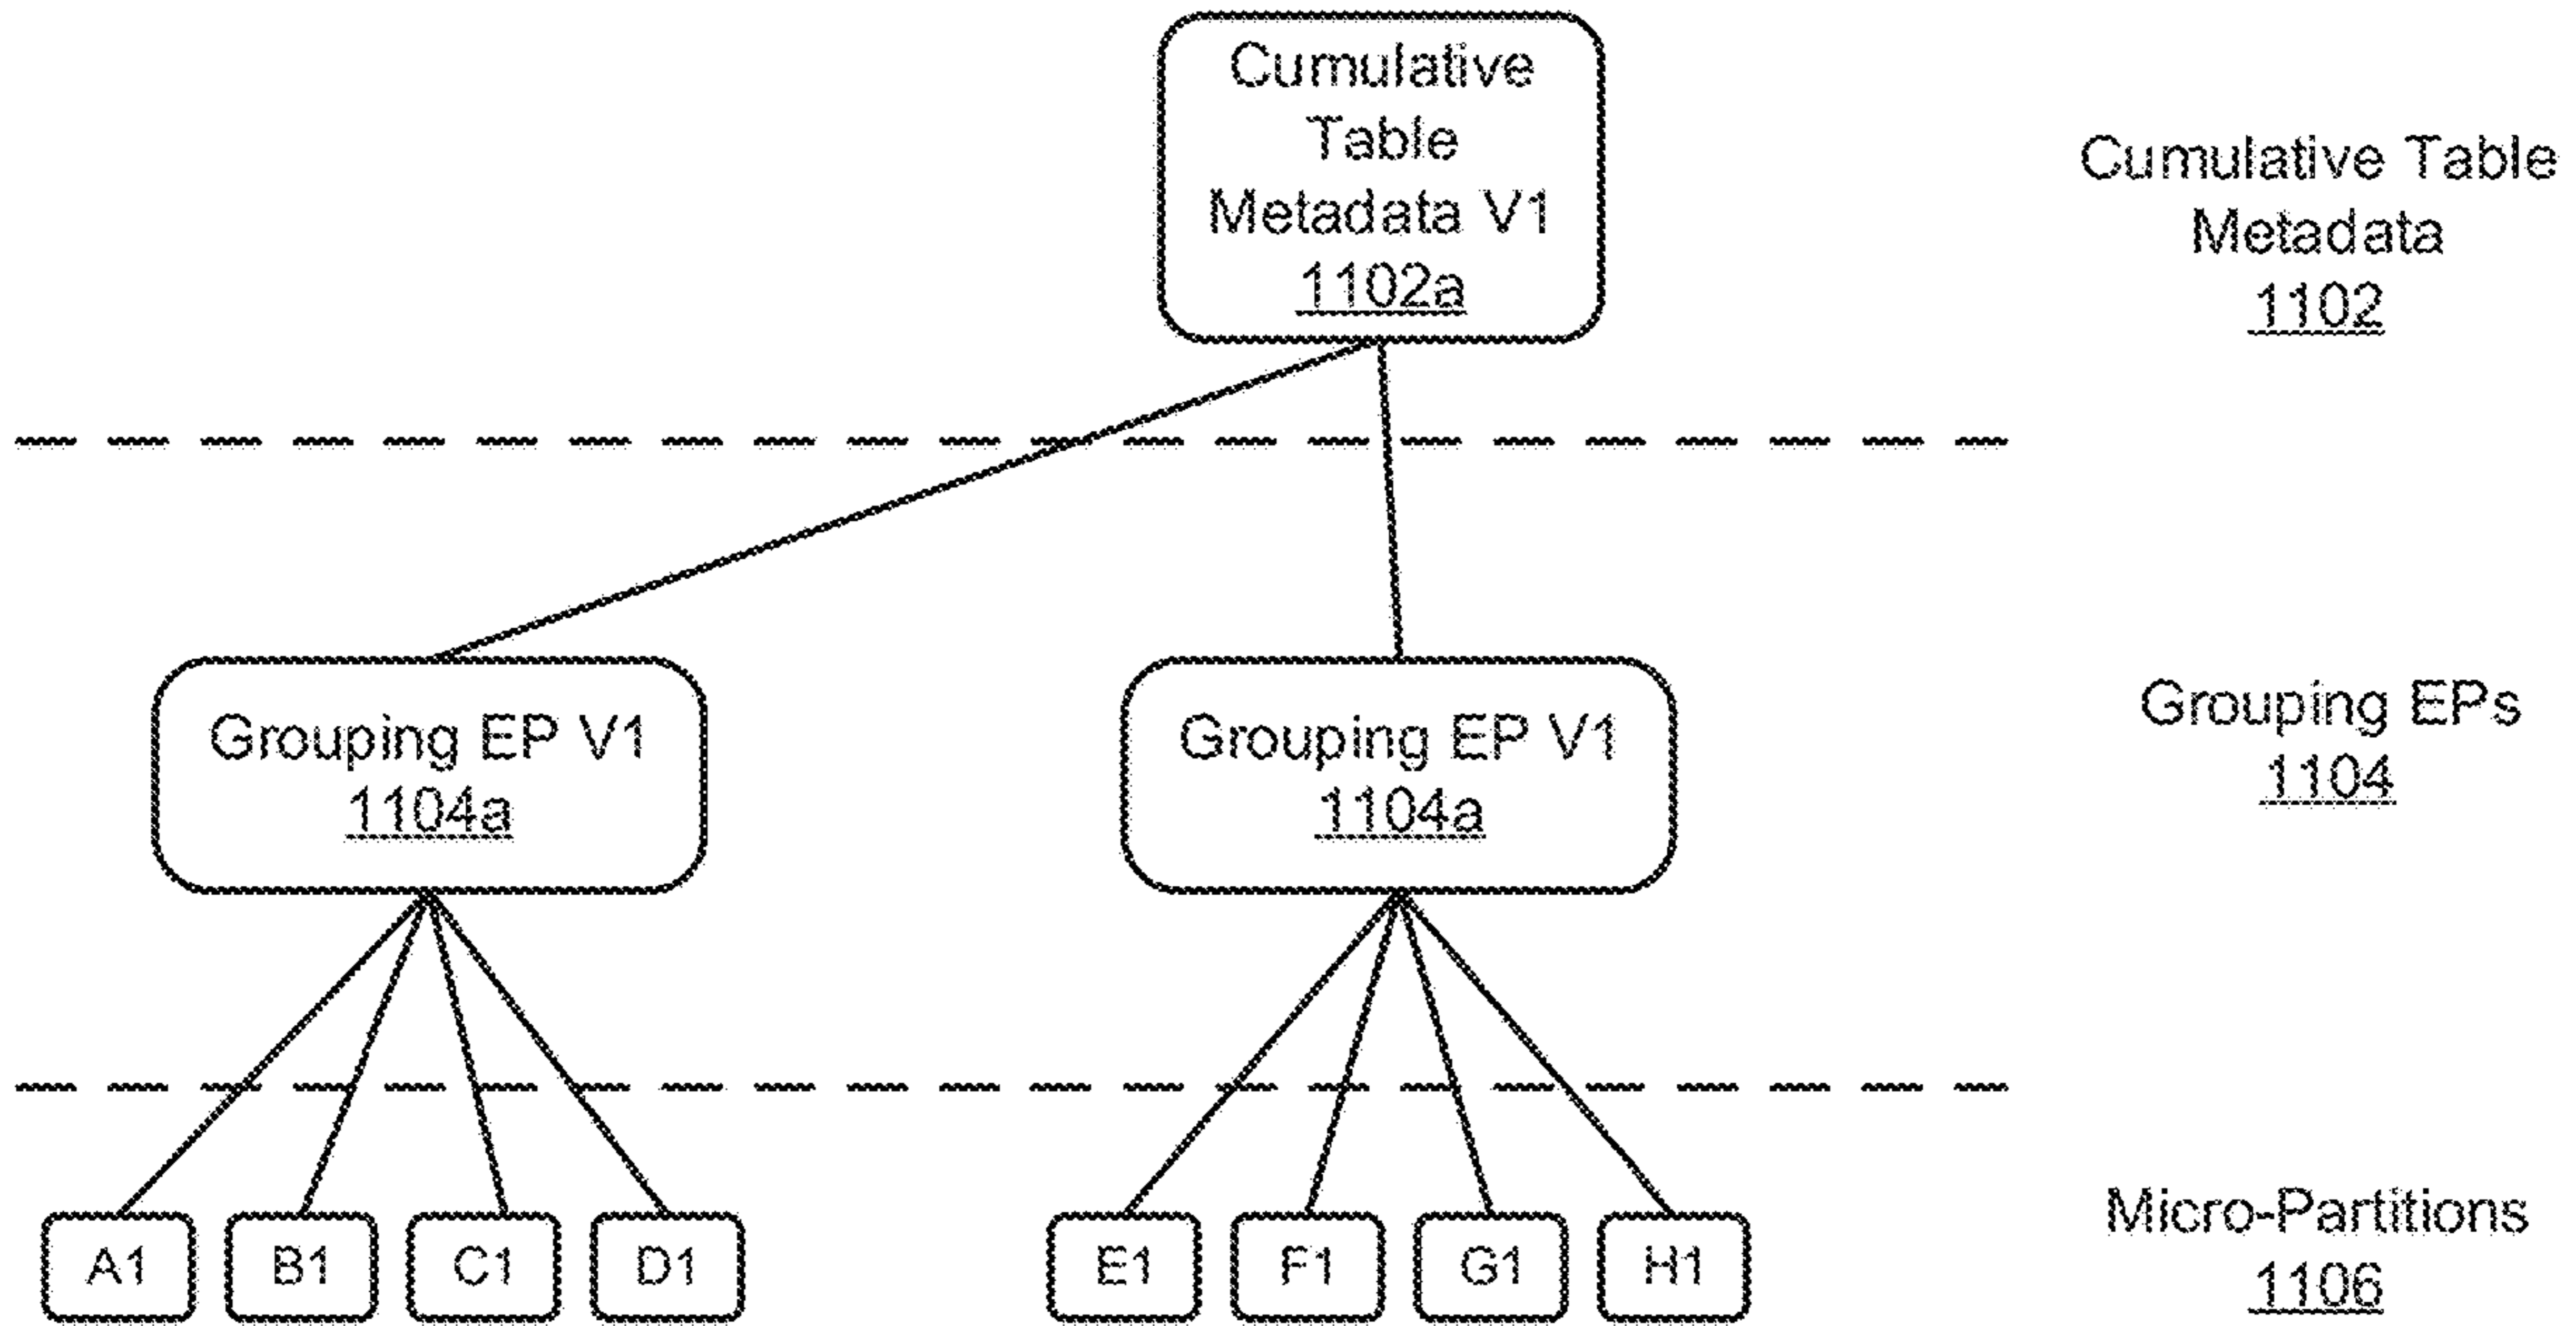 Cumulative
Table
Metadata V1
1102a
Cumulative Table
Metadata
1102
Grouping EP V1
1104a
Grouping EP V1
1104a
Grouping EPs
1104
A1
B1
C1
D1
E1
F1
G1
H1
Micro-Partitions
1106